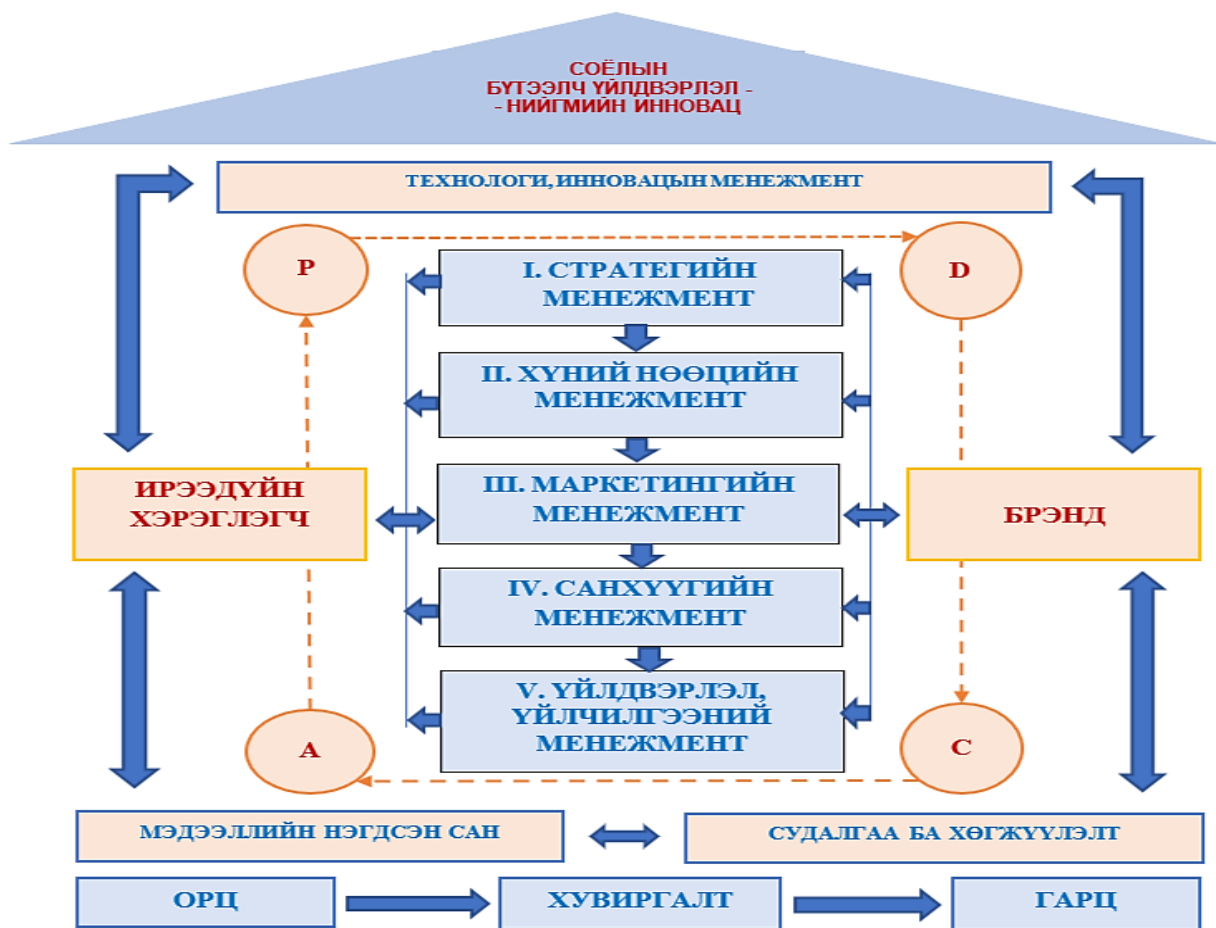 СОЁЛЫН
БҮТЭЭЛЧ ҮЙЛДВЭРЛЭЛ -
- НИЙГМИЙН ИННОВАЦ
ТЕХНОЛОГИ, ИННОВАЦЫН МЕНЕЖМЕНТ
P
D
I. СТРАТЕГИЙН
МЕНЕЖМЕНТ
II. ХҮНИЙ НӨӨЦИЙН
МЕНЕЖМЕНТ
ИРЭЭДҮЙН
ХЭРЭГЛЭГЧ
III. МАРКЕТИНГИЙН
МЕНЕЖМЕНТ
БРЭНД
IV. САНХҮҮГИЙН
МЕНЕЖМЕНТ
V. ҮЙЛДВЭРЛЭЛ,
ҮЙЛЧИЛГЭЭНИЙ
МЕНЕЖМЕНТ
A
C
МЭДЭЭЛЛИЙН НЭГДСЭН САН
СУДАЛГАА БА ХӨГЖҮҮЛЭЛТ
ОРЦ
ХУВИРГАЛТ
ГАРЦ